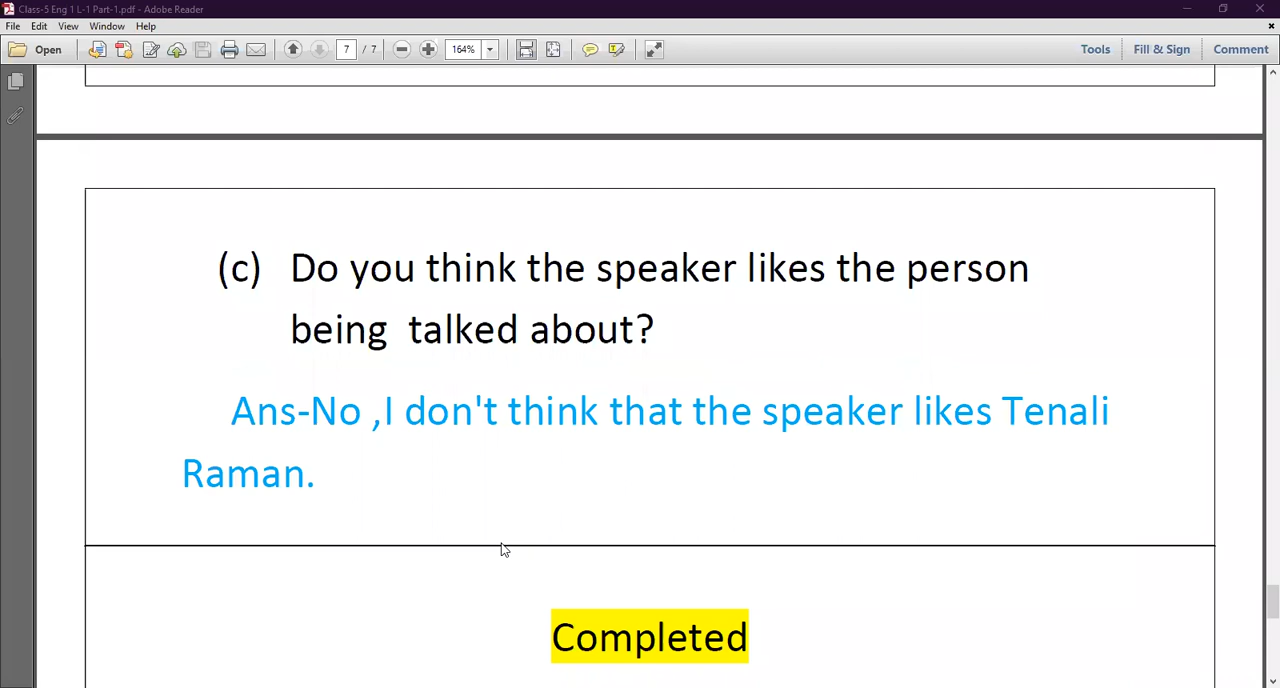 Class-5 Eng 1 L-1 Part-1.pdf - Adobe Reader
File Edit View Window Help
Open 7 / 7 164% Tools Fill & Sign Comment
(c) Do you think the speaker likes the person
being talked about?
Ans-No ,I don't think that the speaker likes Tenali
Raman.
Completed